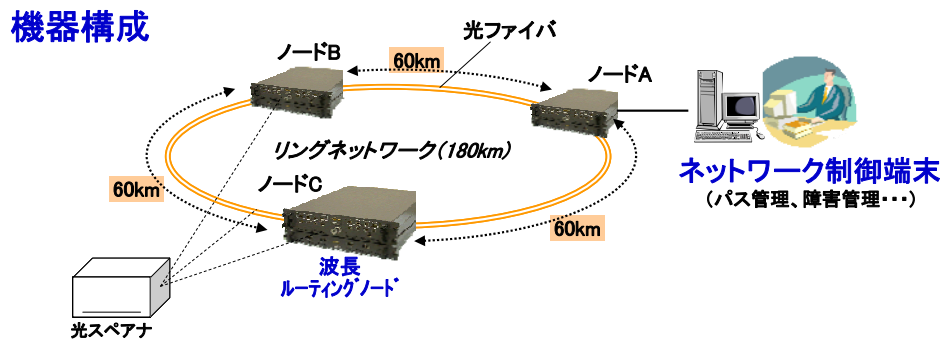 機器構成
光ファイバ
ノードB
60km
ノードA
リングネットワーク(180km)
ネットワーク制御端末
(パス管理、障害管理・・・)
60km
ノードC
60km
波長
ルーティングノード
光スペアナ